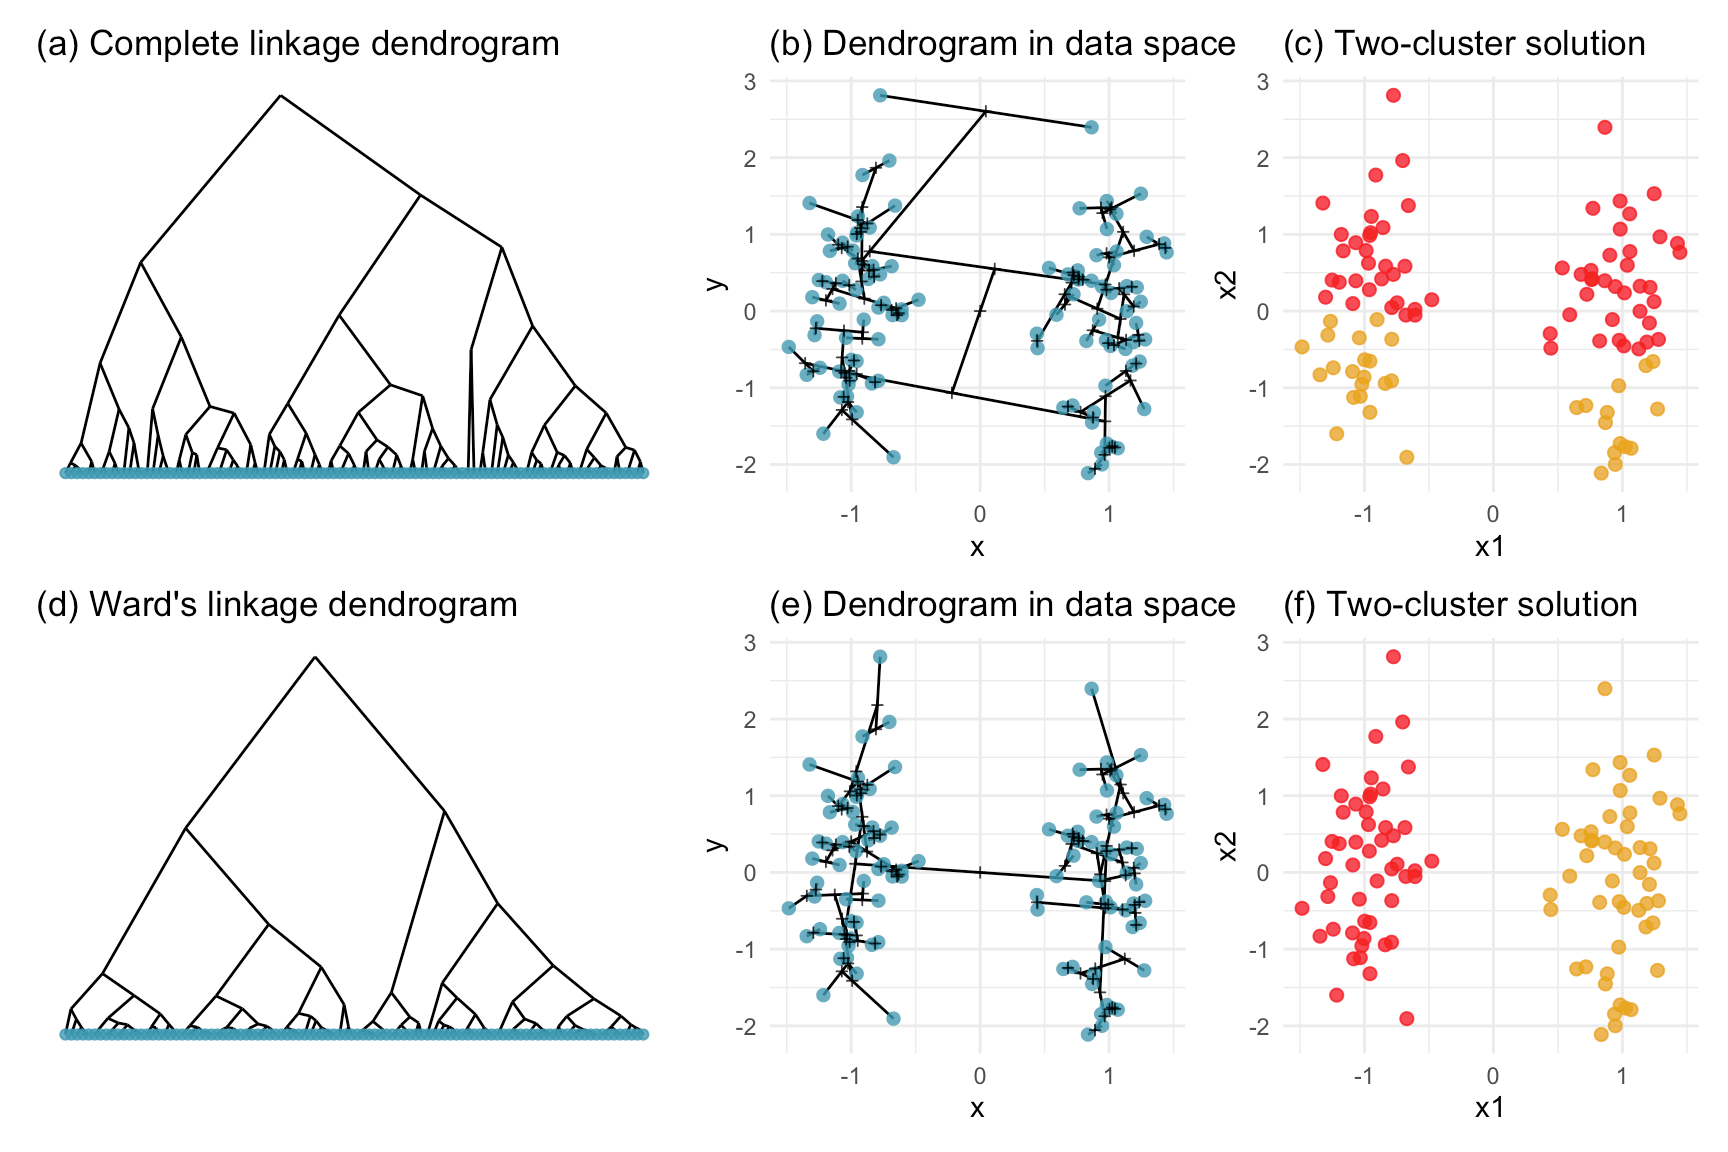 (a) Complete linkage dendrogram
(b) Dendrogram in data space
(c) Two-cluster solution
3
2
1
0
-1
-2
y
-1
0
1
x
3
2
1
0
-1
-2
x2
-1
0
1
x1
(d) Ward's linkage dendrogram
(e) Dendrogram in data space
(f) Two-cluster solution
3
2
1
0
-1
-2
y
-1
0
1
x
3
2
1
0
-1
-2
x2
-1
0
1
x1